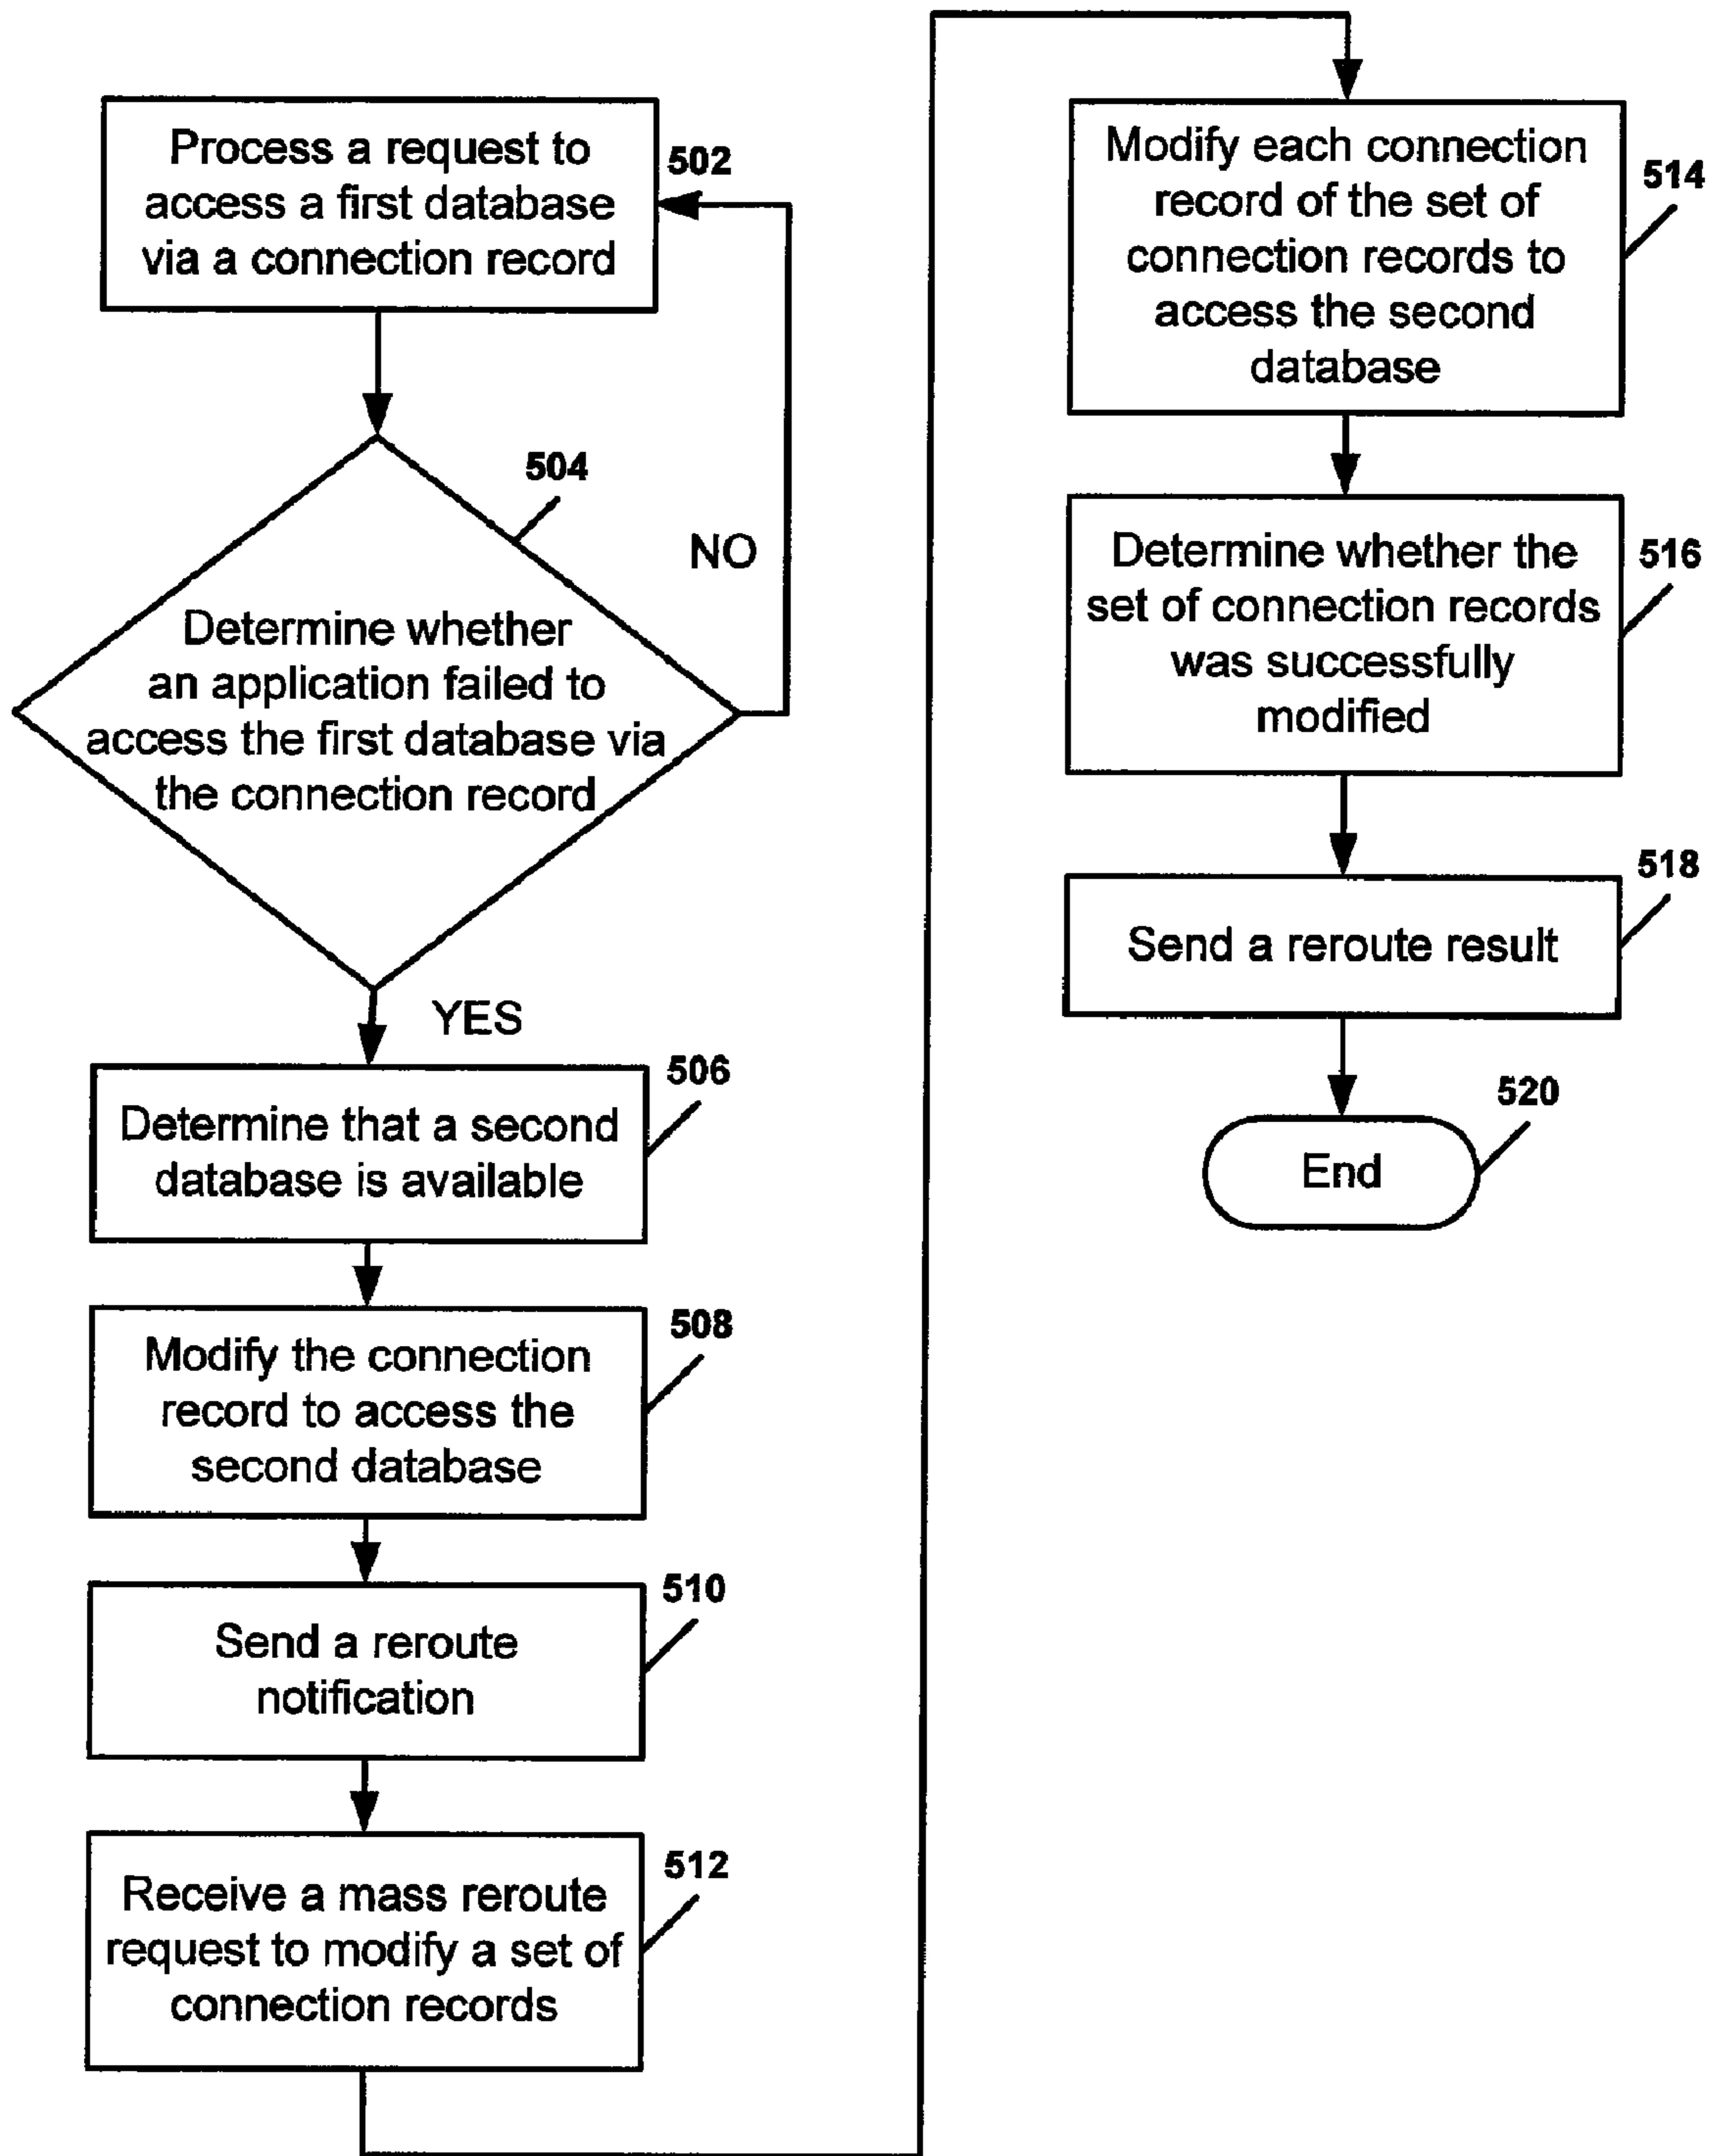 Process a request to
access a first database
via a connection record
502
504
NO
Determine whether
an application failed to
access the first database via
the connection record
YES
506
Determine that a second
database is available
508
Modify the connection
record to access the
second database
510
Send a reroute
notification
512
Receive a mass reroute
request to modify a set of
connection records
Modify each connection
record of the set of
connection records to
access the second
database
514
Determine whether the
set of connection records
was successfully
modified
516
518
Send a reroute result
520
End